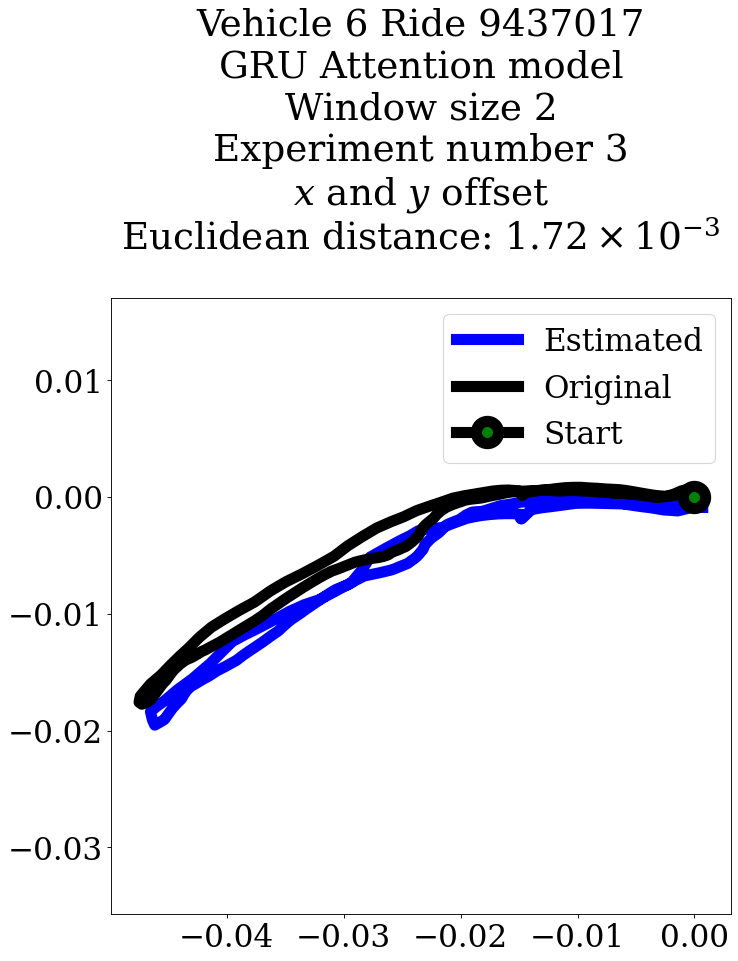 Vehicle 6 Ride 9437017
GRU Attention model
Window size 2
Experiment number 3
x and y offset
Euclidean distance: 1.72 × 10⁻³
Estimated
Original
Start
0.01
0.00
−0.01
−0.02
−0.03
−0.04 −0.03 −0.02 −0.01 0.00